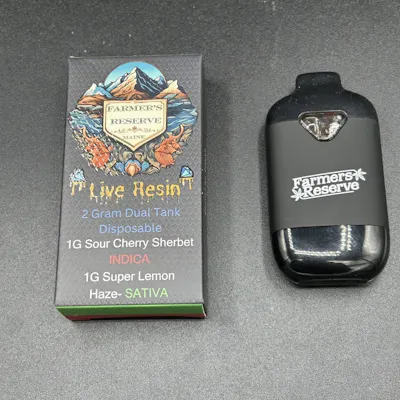 FARMER'S
RESERVE
MAINE
Live Resin
2 Gram Dual Tank
Disposable
1G Sour Cherry Sherbet
INDICA
1G Super Lemon
Haze- SATIVA
Farmers
Reserve